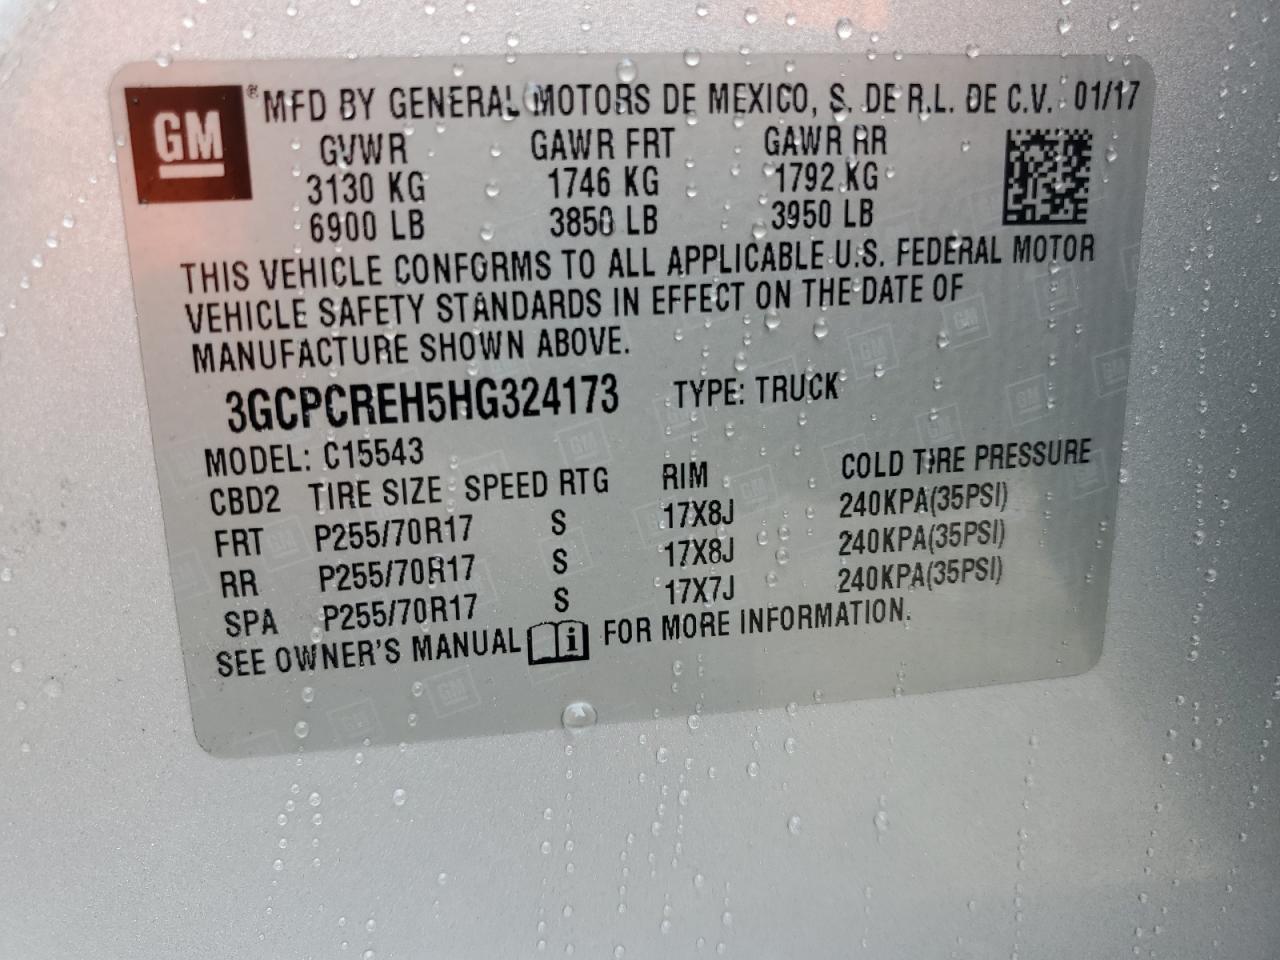 GM ® MFD BY GENERAL MOTORS DE MEXICO, S. DE R.L. DE C.V. 01/17
GVWR GAWR FRT GAWR RR
3130 KG 1746 KG 1792 KG
6900 LB 3850 LB 3950 LB
THIS VEHICLE CONFORMS TO ALL APPLICABLE U.S. FEDERAL MOTOR
VEHICLE SAFETY STANDARDS IN EFFECT ON THE DATE OF
MANUFACTURE SHOWN ABOVE.
3GCPCREH5HG324173 TYPE: TRUCK
MODEL: C15543
CBD2 TIRE SIZE SPEED RTG RIM COLD TIRE PRESSURE
FRT P255/70R17 S 17X8J 240KPA(35PSI)
RR P255/70R17 S 17X8J 240KPA(35PSI)
SPA P255/70R17 S 17X7J 240KPA(35PSI)
SEE OWNER'S MANUAL i FOR MORE INFORMATION.